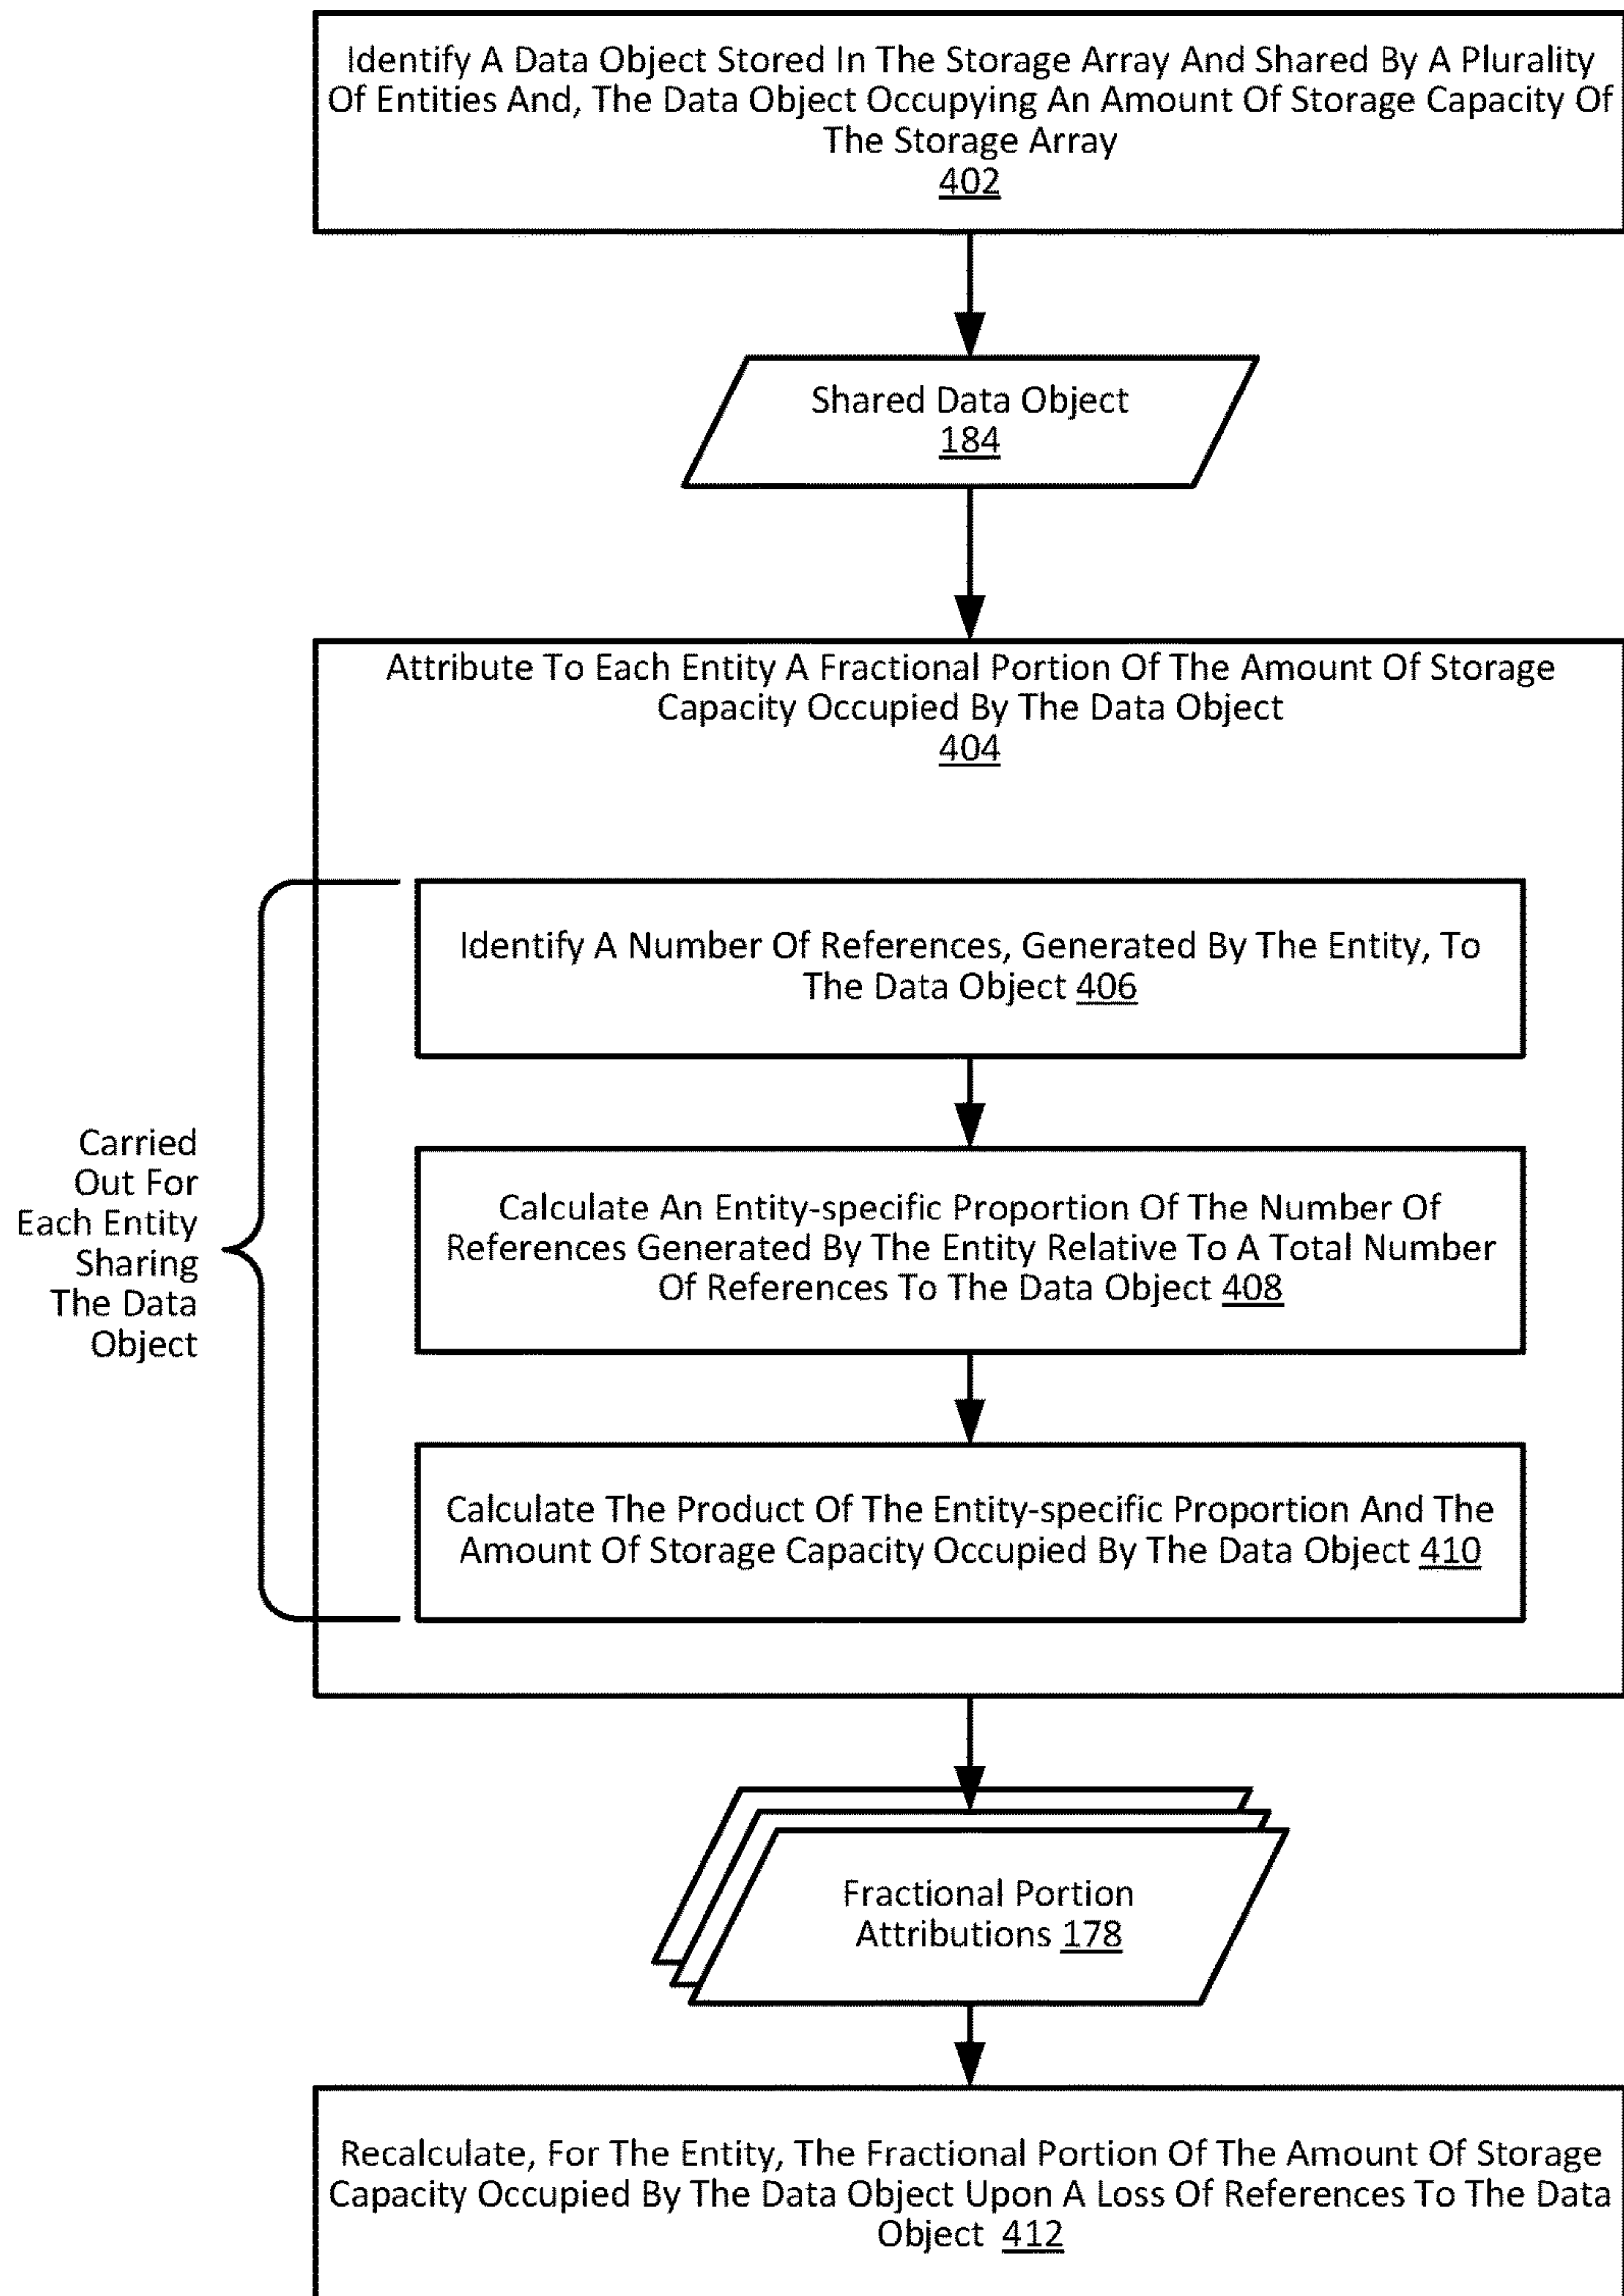 Identify A Data Object Stored In The Storage Array And Shared By A Plurality
Of Entities And, The Data Object Occupying An Amount Of Storage Capacity Of
The Storage Array
402
Shared Data Object
184
Attribute To Each Entity A Fractional Portion Of The Amount Of Storage
Capacity Occupied By The Data Object
404
Identify A Number Of References, Generated By The Entity, To
The Data Object 406
Carried
Out For
Each Entity
Sharing
The Data
Object
Calculate An Entity-specific Proportion Of The Number Of
References Generated By The Entity Relative To A Total Number
Of References To The Data Object 408
Calculate The Product Of The Entity-specific Proportion And The
Amount Of Storage Capacity Occupied By The Data Object 410
Fractional Portion
Attributions 178
Recalculate, For The Entity, The Fractional Portion Of The Amount Of Storage
Capacity Occupied By The Data Object Upon A Loss Of References To The Data
Object 412